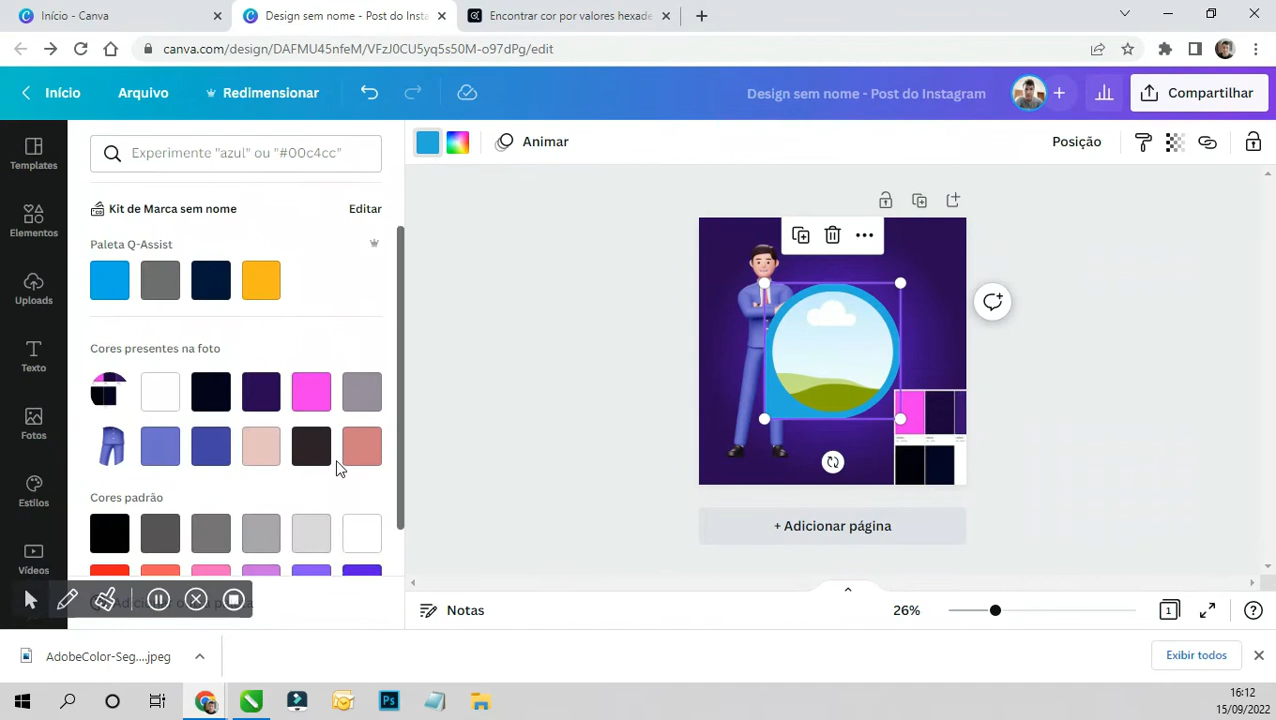 Início - Canva
Design sem nome - Post do Insta
Encontrar cor por valores hexade
canva.com/design/DAFMU45nfeM/VFzJ0CU5yq5s50M-o97dPg/edit
Início
Arquivo
Redimensionar
Design sem nome - Post do Instagram
Compartilhar
Templates
Experimente "azul" ou "#00c4cc"
Animar
Posição
Kit de Marca sem nome
Editar
Elementos
Paleta Q-Assist
Uploads
Cores presentes na foto
Texto
Fotos
Cores padrão
Estilos
+ Adicionar página
Vídeos
Notas
26%
1
AdobeColor-Seg....jpeg
Exibir todos
Ps
16:12
15/09/2022